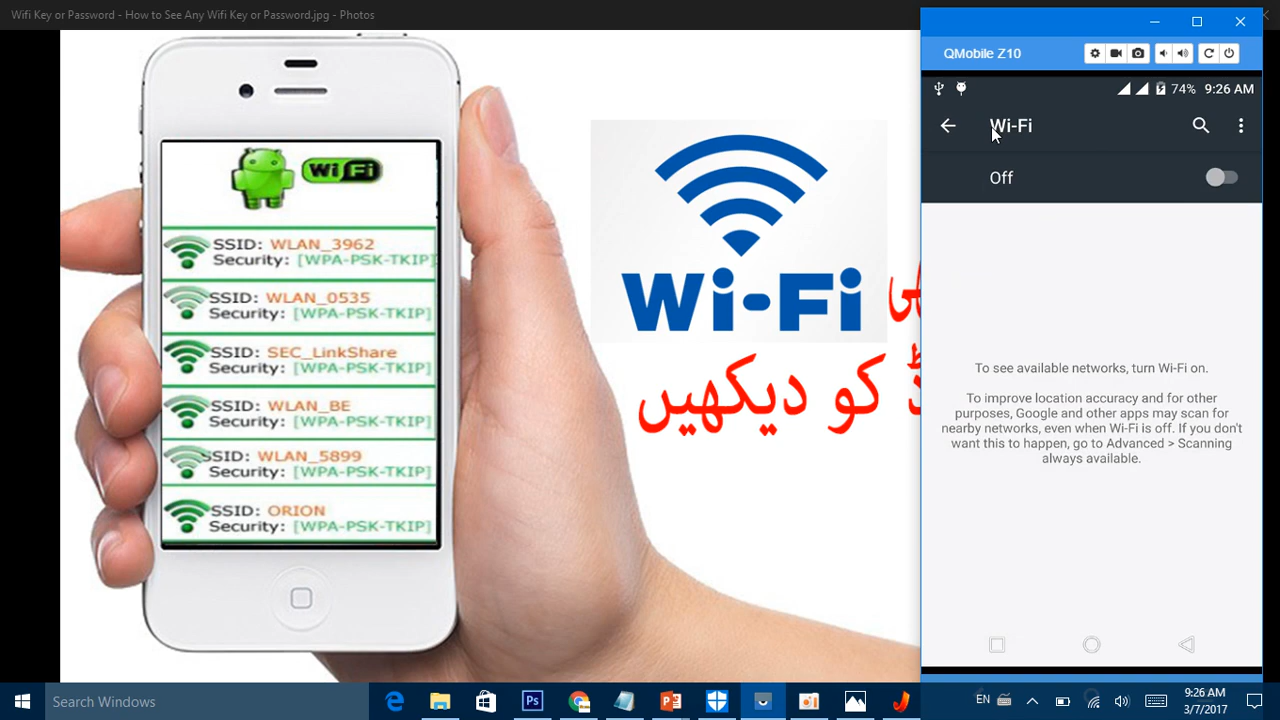 Wifi Key or Password - How to See Any Wifi Key or Password.jpg - Photos
WiFi
SSID: WLAN_3962
Security: [WPA-PSK-TKIP]
SSID: WLAN_0535
Security: [WPA-PSK-TKIP]
SSID: SEC_LinkShare
Security: [WPA-PSK-TKIP]
SSID: WLAN_BE
Security: [WPA-PSK-TKIP]
SSID: WLAN_5899
Security: [WPA-PSK-TKIP]
SSID: ORION
Security: [WPA-PSK-TKIP]
Wi-Fi
کو دیکھیں
QMobile Z10
74% 9:26 AM
Wi-Fi
Off
To see available networks, turn Wi-Fi on.
To improve location accuracy and for other
purposes, Google and other apps may scan for
nearby networks, even when Wi-Fi is off. If you don't
want this to happen, go to Advanced > Scanning
always available.
Search Windows
Ps
EN
9:26 AM
3/7/2017